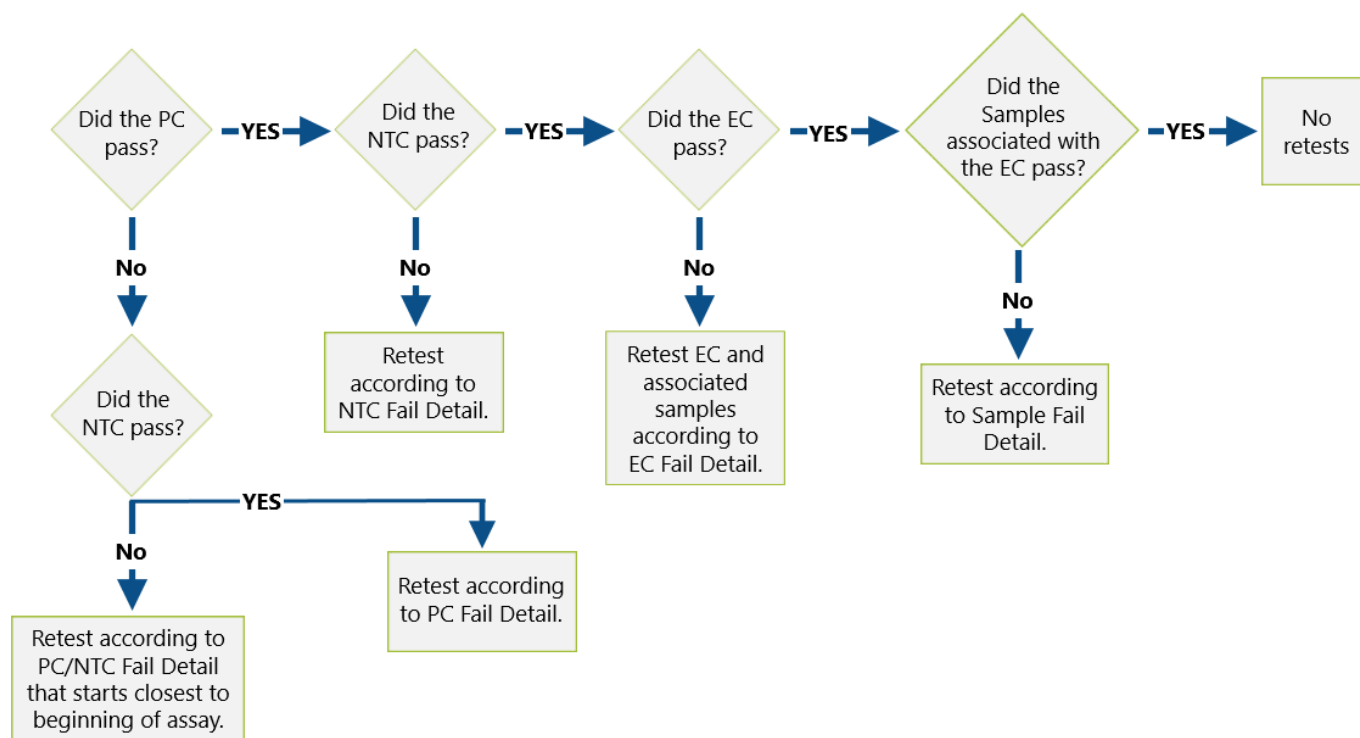 Did the PC
pass?
YES
Did the
NTC pass?
YES
Did the EC
pass?
YES
Did the
Samples
associated with
the EC pass?
YES
No
retests
No
No
No
No
Did the
NTC pass?
Retest
according to
NTC Fail Detail.
Retest EC and
associated
samples
according to
EC Fail Detail.
Retest according
to Sample Fail
Detail.
YES
No
Retest according
to PC Fail Detail.
Retest according to
PC/NTC Fail Detail
that starts closest to
beginning of assay.